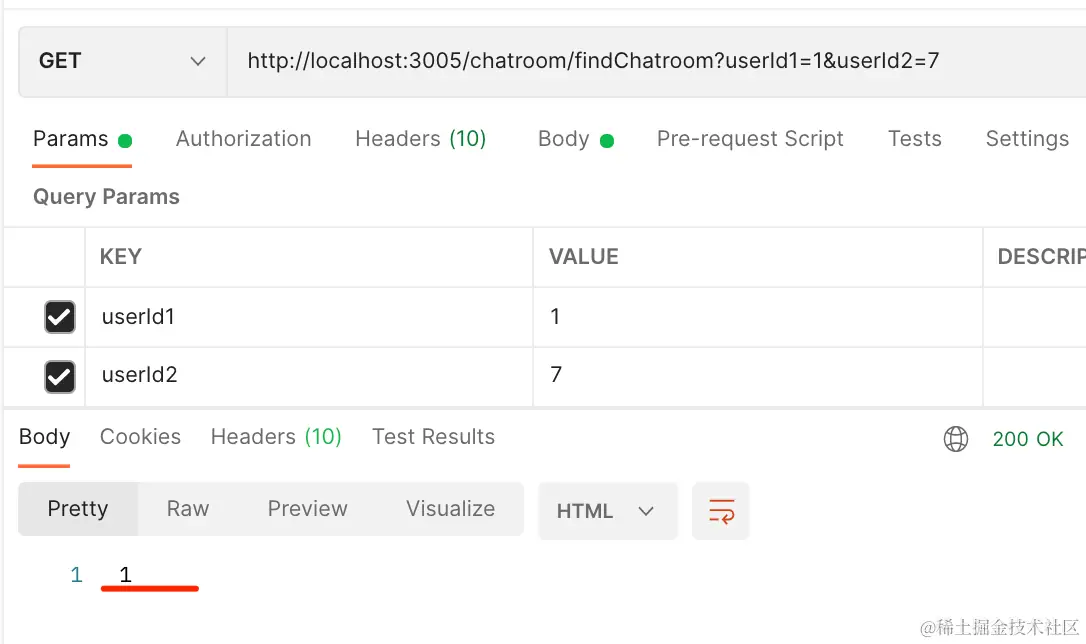 GET http://localhost:3005/chatroom/findChatroom?userId1=1&userId2=7
Params Authorization Headers (10) Body Pre-request Script Tests Settings
Query Params
KEY VALUE DESCRIP
userId1 1
userId2 7
Body Cookies Headers (10) Test Results 200 OK
Pretty Raw Preview Visualize HTML
1 1
@稀土掘金技术社区